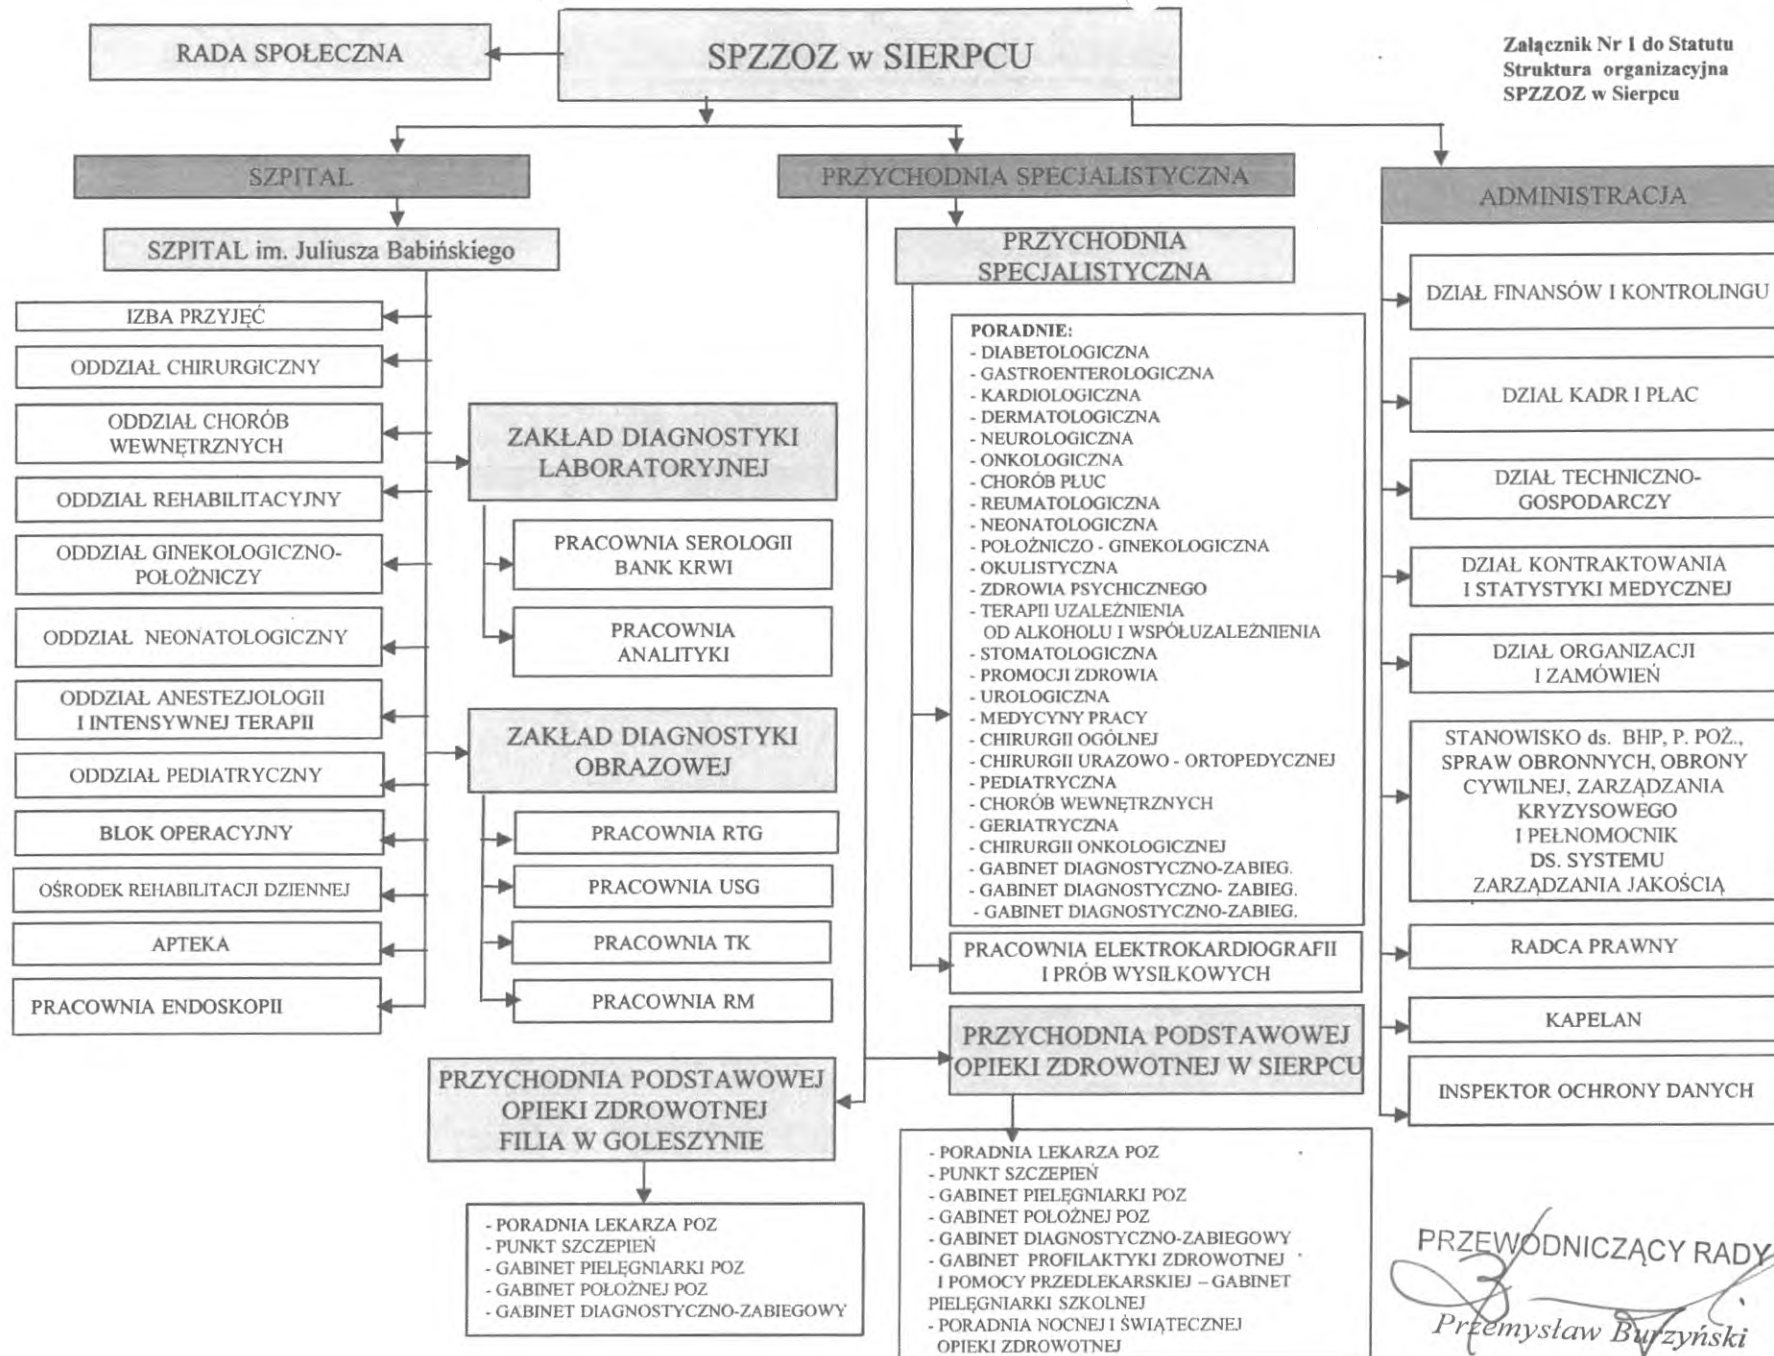 RADA SPOŁECZNA
SPZZOZ w SIERPCU
Załącznik Nr 1 do Statutu
Struktura organizacyjna
SPZZOZ w Sierpcu
SZPITAL
PRZYCHODNIA SPECJALISTYCZNA
ADMINISTRACJA
SZPITAL im. Juliusza Babińskiego
IZBA PRZYJĘĆ
ODDZIAŁ CHIRURGICZNY
ODDZIAŁ CHORÓB
WEWNĘTRZNYCH
ODDZIAŁ REHABILITACYJNY
ODDZIAŁ GINEKOLOGICZNO-
POŁOŻNICZY
ODDZIAŁ NEONATOLOGICZNY
ODDZIAŁ ANESTEZJOLOGII
I INTENSYWNEJ TERAPII
ODDZIAŁ PEDIATRYCZNY
BLOK OPERACYJNY
OŚRODEK REHABILITACJI DZIENNEJ
APTEKA
PRACOWNIA ENDOSKOPII
ZAKŁAD DIAGNOSTYKI
LABORATORYJNEJ
PRACOWNIA SEROLOGII
BANK KRWI
PRACOWNIA
ANALITYKI
ZAKŁAD DIAGNOSTYKI
OBRAZOWEJ
PRACOWNIA RTG
PRACOWNIA USG
PRACOWNIA TK
PRACOWNIA RM
PRZYCHODNIA PODSTAWOWEJ
OPIEKI ZDROWOTNEJ
FILIA W GOLESZYNIE
- PORADNIA LEKARZA POZ
- PUNKT SZCZEPIEŃ
- GABINET PIELĘGNIARKI POZ
- GABINET POŁOŻNEJ POZ
- GABINET DIAGNOSTYCZNO-ZABIEGOWY
PRZYCHODNIA
SPECJALISTYCZNA
PORADNIE:
- DIABETOLOGICZNA
- GASTROENTEROLOGICZNA
- KARDIOLOGICZNA
- DERMATOLOGICZNA
- NEUROLOGICZNA
- ONKOLOGICZNA
- CHORÓB PŁUC
- REUMATOLOGICZNA
- NEONATOLOGICZNA
- POŁOŻNICZO - GINEKOLOGICZNA
- OKULISTYCZNA
- ZDROWIA PSYCHICZNEGO
- TERAPII UZALEŻNIENIA
OD ALKOHOLU I WSPÓŁUZALEŻNIENIA
- STOMATOLOGICZNA
- PROMOCJI ZDROWIA
- UROLOGICZNA
- MEDYCYNY PRACY
- CHIRURGII OGÓLNEJ
- CHIRURGII URAZOWO - ORTOPEDYCZNEJ
- PEDIATRYCZNA
- CHORÓB WEWNĘTRZNYCH
- GERIATRYCZNA
- CHIRURGII ONKOLOGICZNEJ
- GABINET DIAGNOSTYCZNO-ZABIEG.
- GABINET DIAGNOSTYCZNO- ZABIEG.
- GABINET DIAGNOSTYCZNO-ZABIEG.
PRACOWNIA ELEKTROKARDIOGRAFII
I PRÓB WYSIŁKOWYCH
PRZYCHODNIA PODSTAWOWEJ
OPIEKI ZDROWOTNEJ W SIERPCU
- PORADNIA LEKARZA POZ
- PUNKT SZCZEPIEŃ
- GABINET PIELĘGNIARKI POZ
- GABINET POŁOŻNEJ POZ
- GABINET DIAGNOSTYCZNO-ZABIEGOWY
- GABINET PROFILAKTYKI ZDROWOTNEJ
I POMOCY PRZEDLEKARSKIEJ – GABINET
PIELĘGNIARKI SZKOLNEJ
- PORADNIA NOCNEJ I ŚWIĄTECZNEJ
OPIEKI ZDROWOTNEJ
DZIAŁ FINANSÓW I KONTROLINGU
DZIAŁ KADR I PŁAC
DZIAŁ TECHNICZNO-
GOSPODARCZY
DZIAŁ KONTRAKTOWANIA
I STATYSTYKI MEDYCZNEJ
DZIAŁ ORGANIZACJI
I ZAMÓWIEŃ
STANOWISKO ds. BHP, P. POŻ.,
SPRAW OBRONNYCH, OBRONY
CYWILNEJ, ZARZĄDZANIA
KRYZYSOWEGO
I PEŁNOMOCNIK
DS. SYSTEMU
ZARZĄDZANIA JAKOŚCIĄ
RADCA PRAWNY
KAPELAN
INSPEKTOR OCHRONY DANYCH
PRZEWODNICZĄCY RADY
Przemysław Burzyński